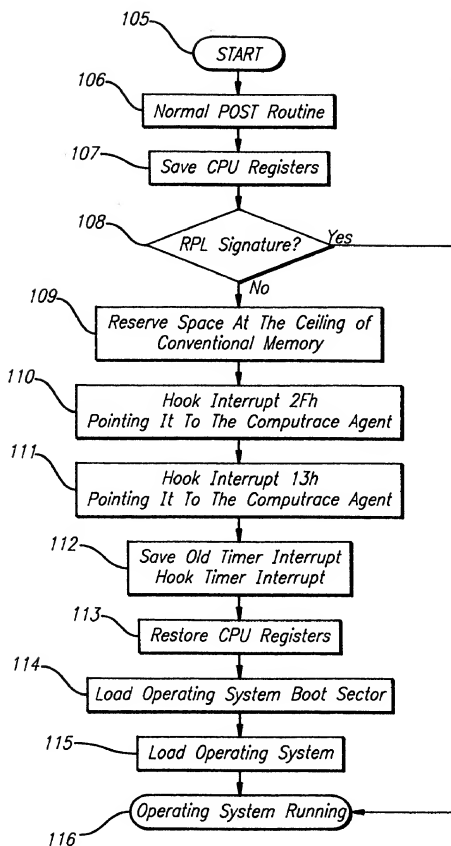 105
START
106
Normal POST Routine
107
Save CPU Registers
108
RPL Signature?
Yes
No
109
Reserve Space At The Ceiling of
Conventional Memory
110
Hook Interrupt 2Fh
Pointing It To The Computrace Agent
111
Hook Interrupt 13h
Pointing It To The Computrace Agent
112
Save Old Timer Interrupt
Hook Timer Interrupt
113
Restore CPU Registers
114
Load Operating System Boot Sector
115
Load Operating System
Operating System Running
116